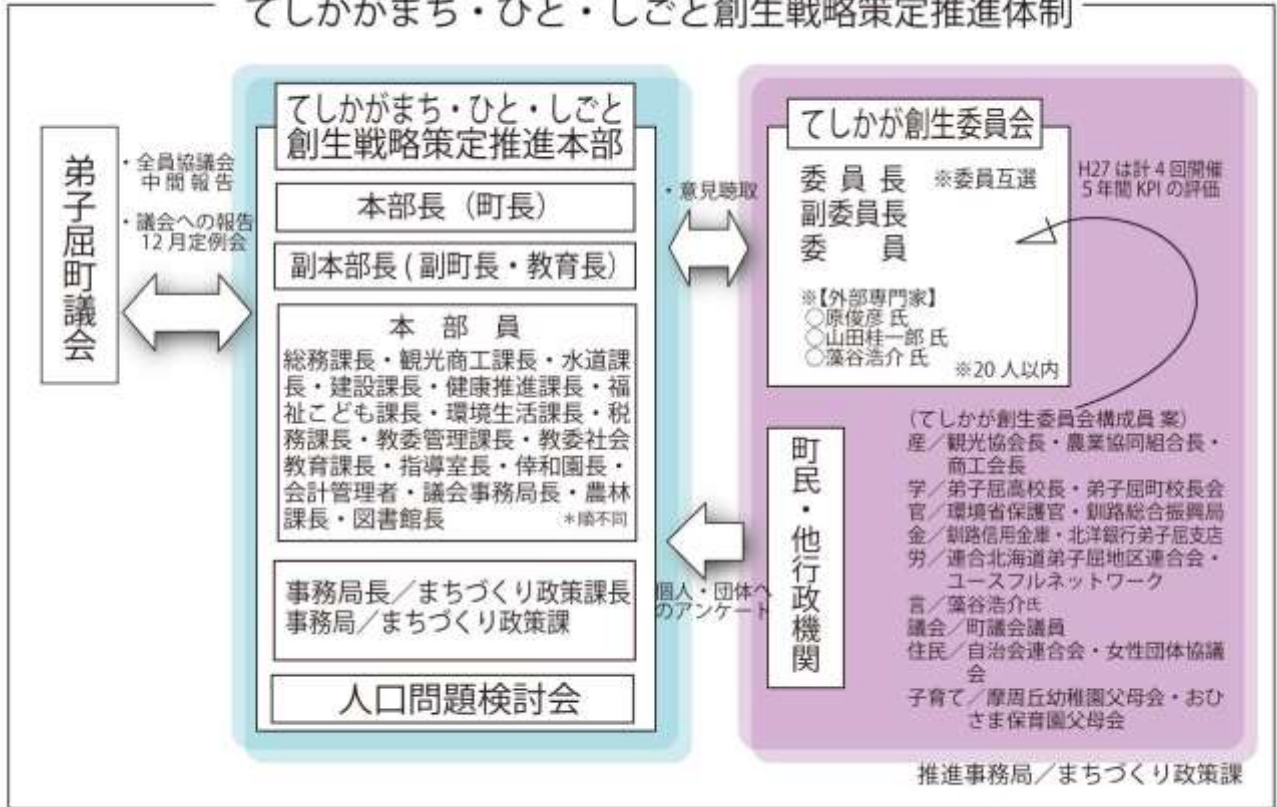 てしかがまち・ひと・しごと創生戦略策定推進体制
弟子屈町議会
・全員協議会
中間報告
・議会への報告
12月定例会
てしかがまち・ひと・しごと
創生戦略策定推進本部
本部長（町長）
副本部長(副町長・教育長）
本 部 員
総務課長・観光商工課長・水道課
長・建設課長・健康推進課長・福
祉こども課長・環境生活課長・税
務課長・教委管理課長・教委社会
教育課長・指導室長・倖和園長・
会計管理者・議会事務局長・農林
課長・図書館長 ＊順不同
事務局長／まちづくり政策課長
事務局／まちづくり政策課
人口問題検討会
・意見聴取
個人・団体へ
のアンケート
てしかが創生委員会
委 員 長 ※委員互選
副委員長
委 員
※【外部専門家】
○原俊彦 氏
○山田桂一郎 氏
○藻谷浩介 氏
※20人以内
H27は計4回開催
5年間KPIの評価
町民・他行政機関
(てしかが創生委員会構成員 案)
産／観光協会長・農業協同組合長・
商工会長
学／弟子屈高校長・弟子屈町校長会
官／環境省保護官・釧路総合振興局
金／釧路信用金庫・北洋銀行弟子屈支店
労／連合北海道弟子屈地区連合会・
ユースフルネットワーク
言／藻谷浩介氏
議会／町議会議員
住民／自治会連合会・女性団体協議
会
子育て／摩周丘幼稚園父母会・おひ
さま保育園父母会
推進事務局／まちづくり政策課